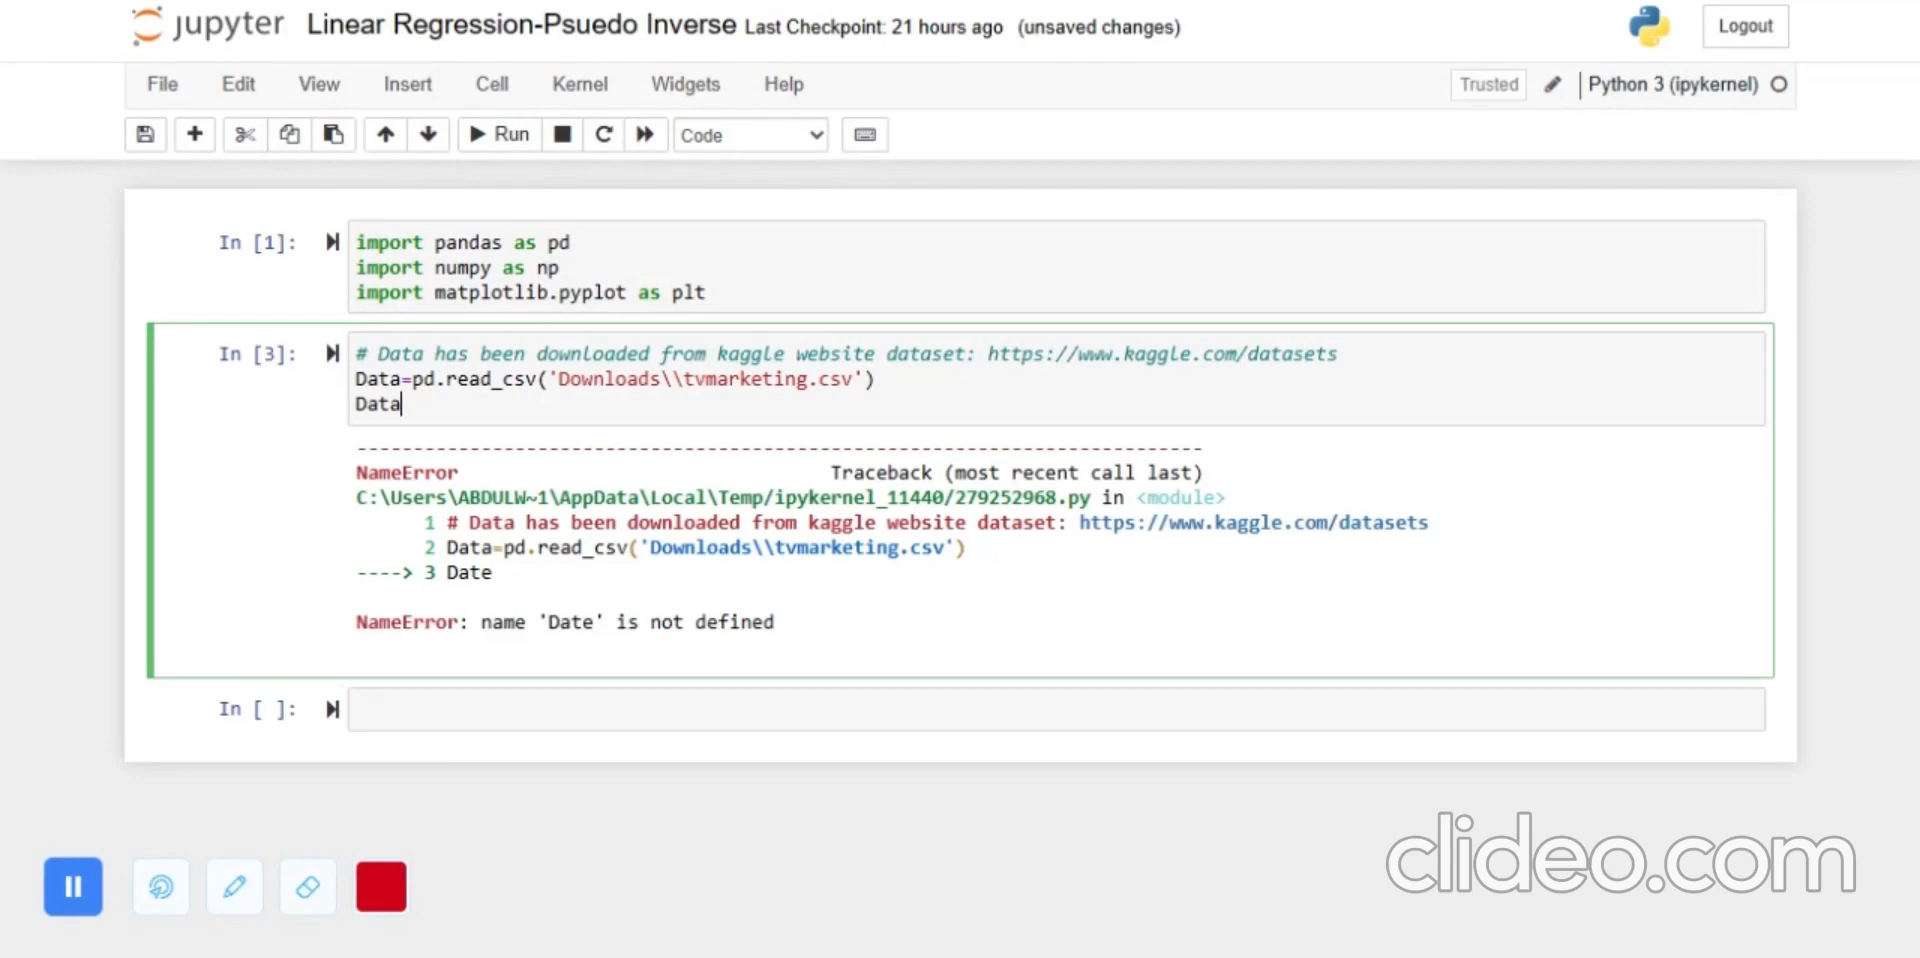 jupyter Linear Regression-Psuedo Inverse Last Checkpoint: 21 hours ago (unsaved changes) Logout
File Edit View Insert Cell Kernel Widgets Help Trusted Python 3 (ipykernel)
Run Code
In [1]: import pandas as pd
import numpy as np
import matplotlib.pyplot as plt
In [3]: # Data has been downloaded from kaggle website dataset: https://www.kaggle.com/datasets
Data=pd.read_csv('Downloads\\tvmarketing.csv')
Data
---------------------------------------------------------------------------
NameError Traceback (most recent call last)
C:\Users\ABDULW~1\AppData\Local\Temp/ipykernel_11440/279252968.py in <module>
1 # Data has been downloaded from kaggle website dataset: https://www.kaggle.com/datasets
2 Data=pd.read_csv('Downloads\\tvmarketing.csv')
----> 3 Date
NameError: name 'Date' is not defined
In [ ]:
clideo.com